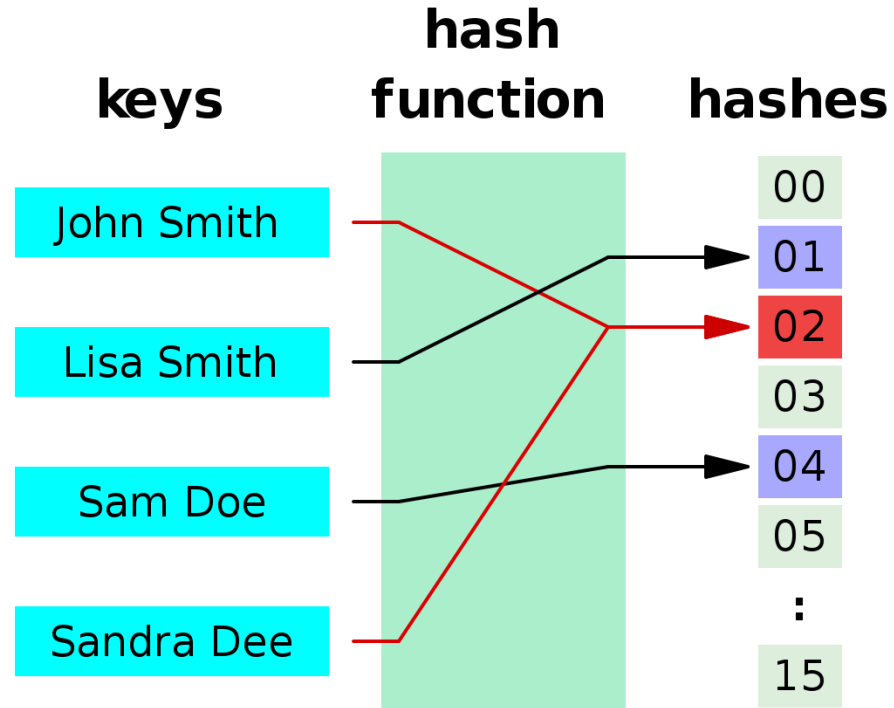 hash
keys function hashes
John Smith
Lisa Smith
Sam Doe
Sandra Dee
00
01
02
03
04
05
:
15